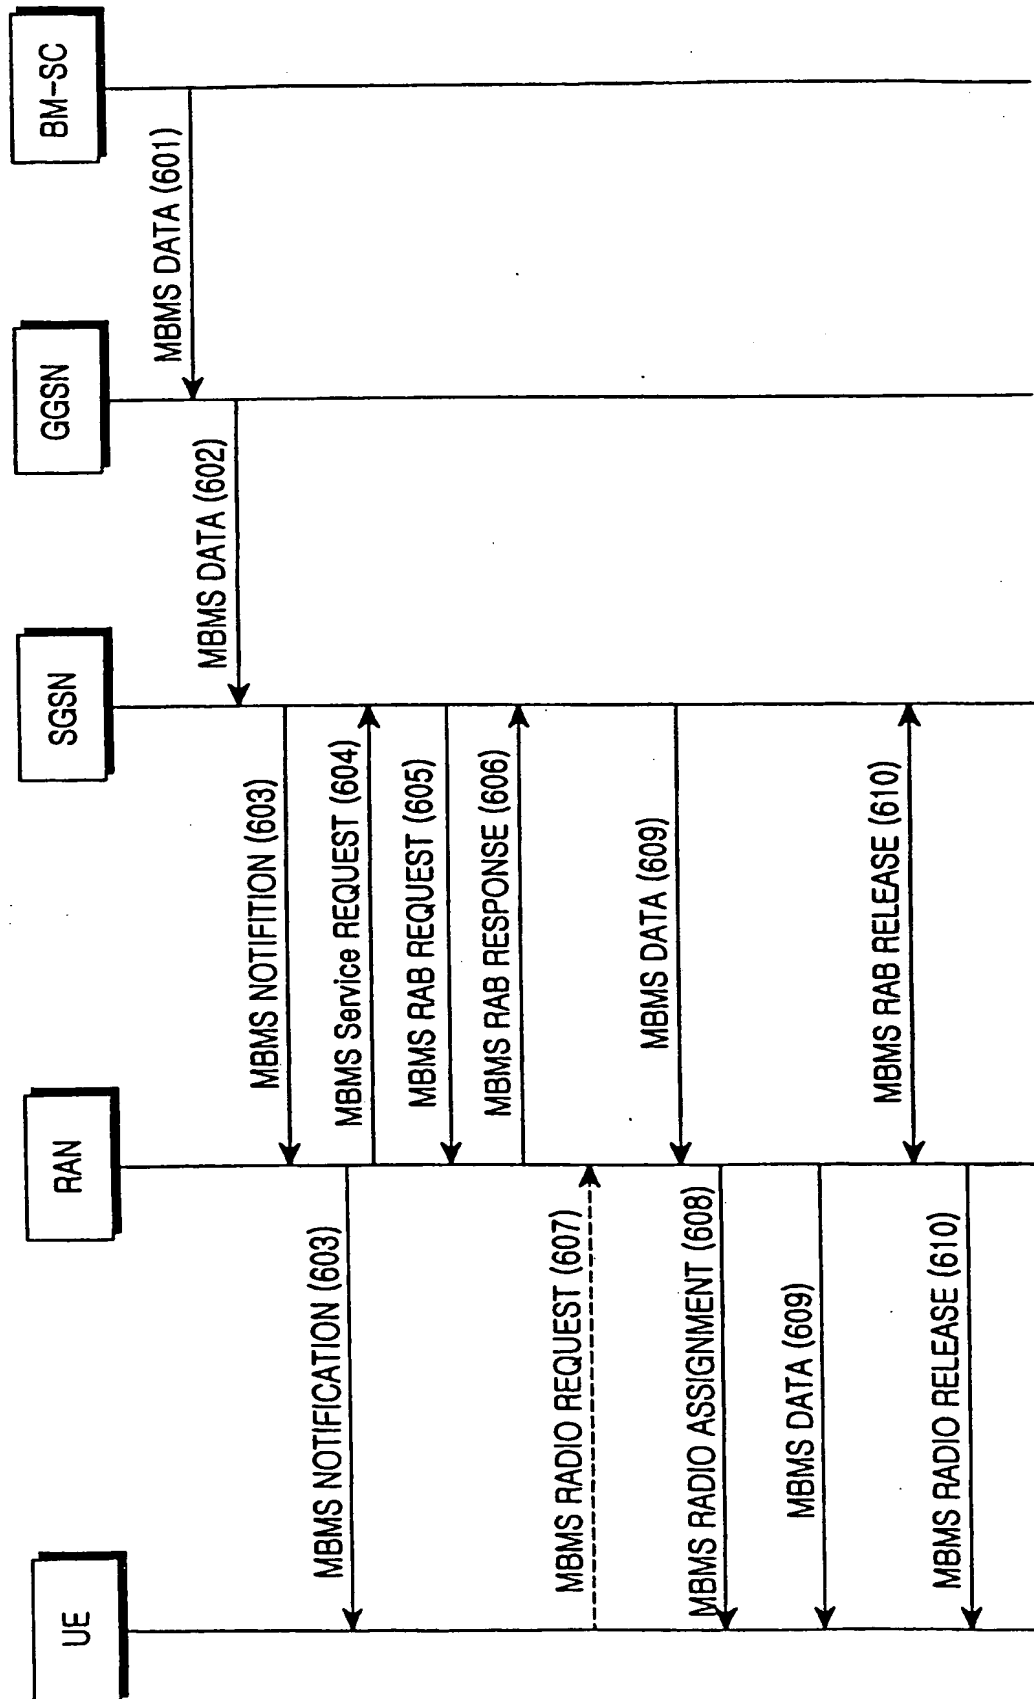 UE
RAN
SGSN
GGSN
BM-SC
MBMS DATA (601)
MBMS DATA (602)
MBMS NOTIFITION (603)
MBMS NOTIFICATION (603)
MBMS Service REQUEST (604)
MBMS RAB REQUEST (605)
MBMS RAB RESPONSE (606)
MBMS RADIO REQUEST (607)
MBMS DATA (609)
MBMS RADIO ASSIGNMENT (608)
MBMS DATA (609)
MBMS RAB RELEASE (610)
MBMS RADIO RELEASE (610)